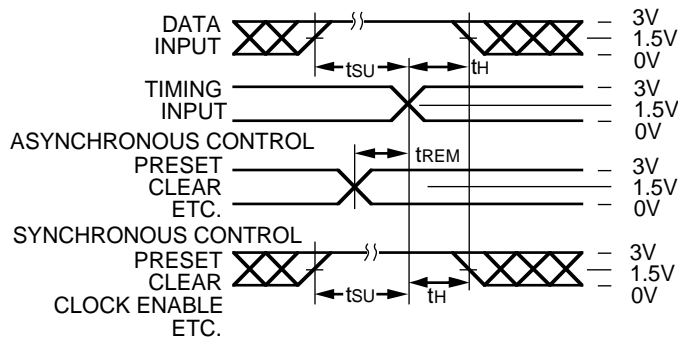 DATA
INPUT
3V
1.5V
0V
tSU
tH
TIMING
INPUT
3V
1.5V
0V
ASYNCHRONOUS CONTROL
PRESET
CLEAR
ETC.
tREM
3V
1.5V
0V
SYNCHRONOUS CONTROL
PRESET
CLEAR
CLOCK ENABLE
ETC.
tSU
tH
3V
1.5V
0V